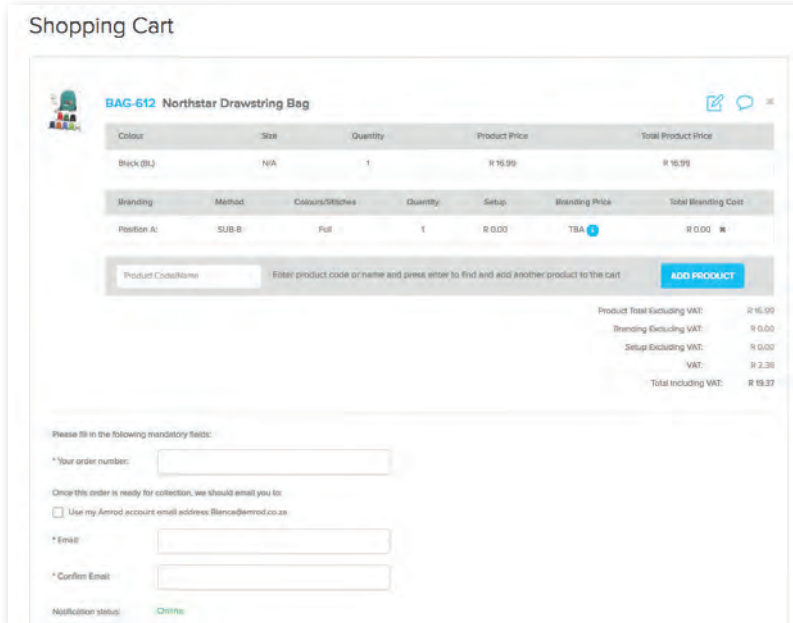 Shopping Cart
BAG-612 Northstar Drawstring Bag
Colour Size Quantity Product Price Total Product Price
Black (BL) N/A 1 R 16.99 R 16.99
Branding Method Colours/Stitches Quantity Setup Branding Price Total Branding Cost
Position A: SUB-B Full 1 R 0.00 TBA R 0.00
Product Code/Name Enter product code or name and press enter to find and add another product to the cart ADD PRODUCT
Product Total Excluding VAT: R 16.99
Branding Excluding VAT: R 0.00
Setup Excluding VAT: R 0.00
VAT: R 2.38
Total Including VAT: R 19.37
Please fill in the following mandatory fields:
* Your order number:
Once this order is ready for collection, we should email you to:
Use my Amrod account email address Blence@amrod.co.za
* Email:
* Confirm Email:
Notification status: Online